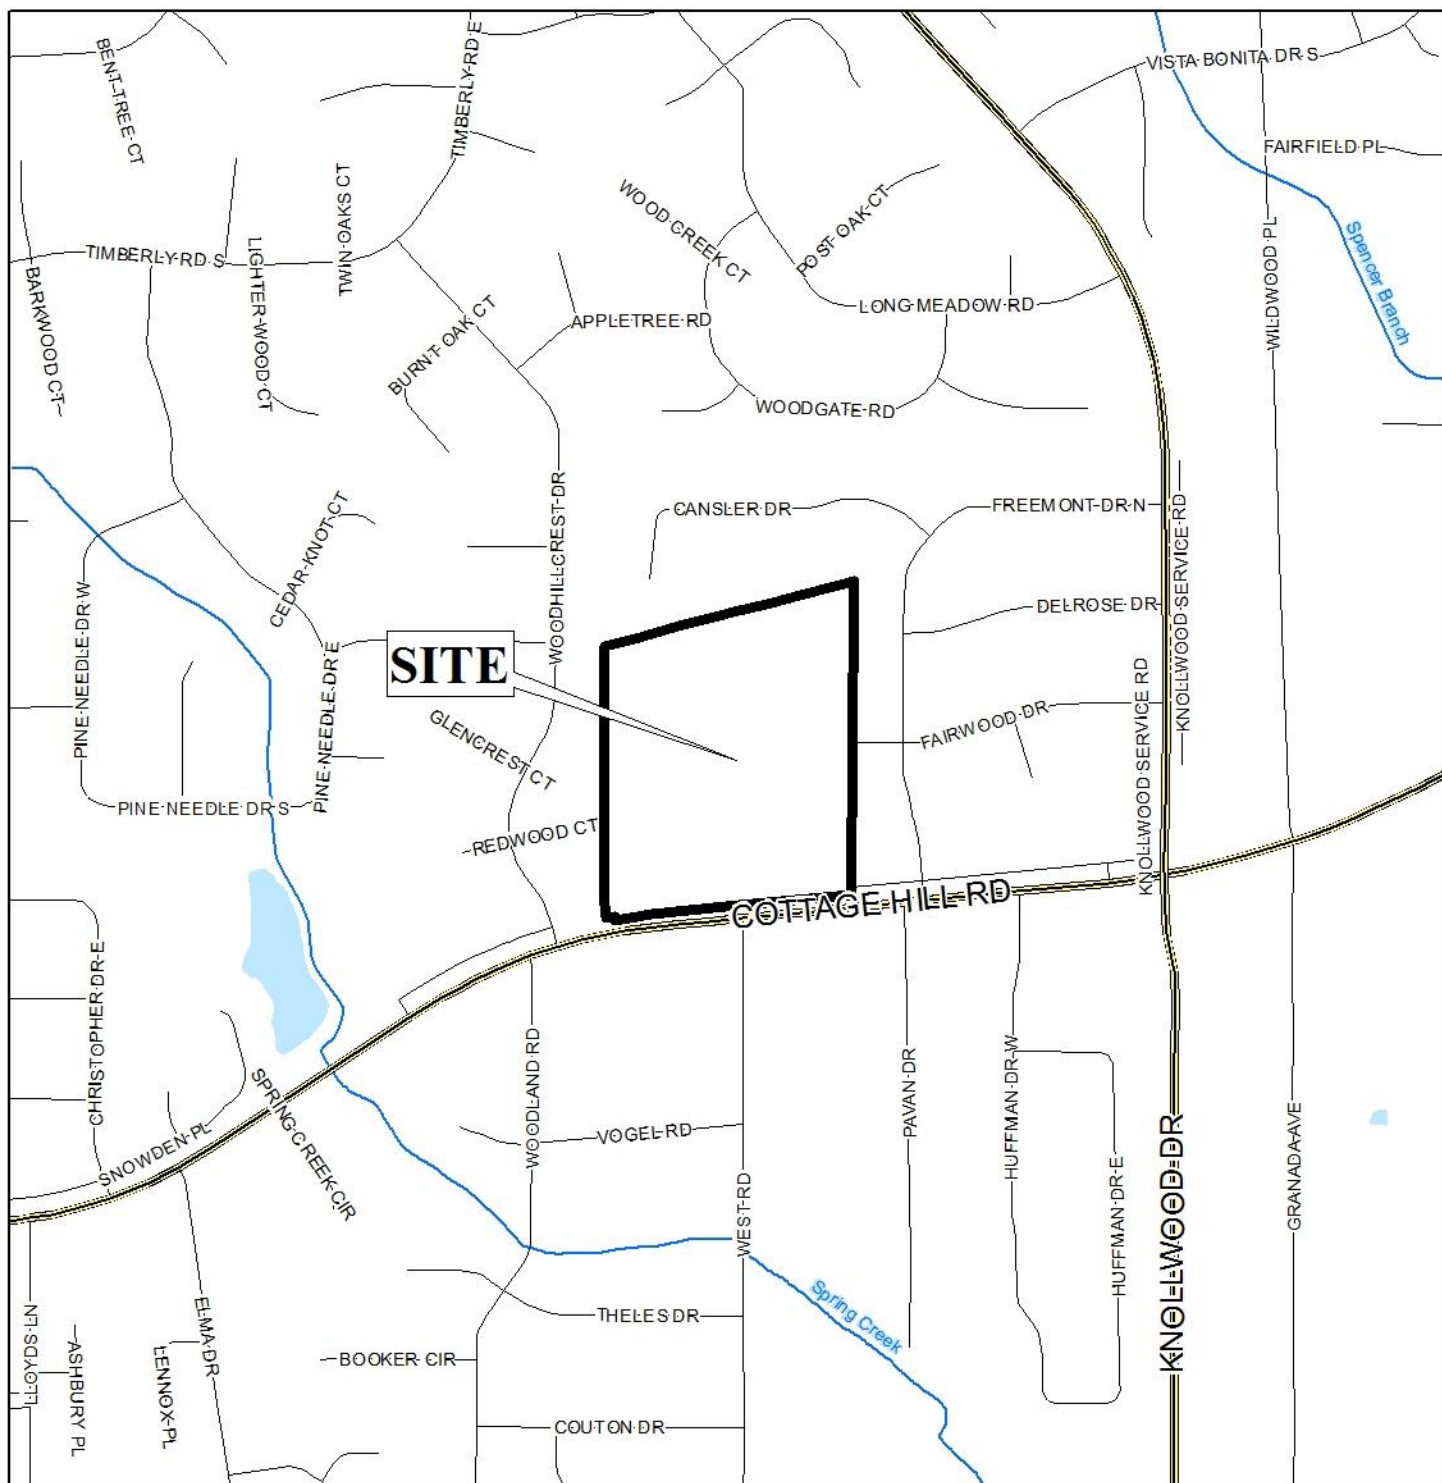 BENT TREE CT
TIMBERLY RD E
VISTA BONITA DR S
FAIRFIELD PL
WOOD CREEK CT
POST OAK CT
TWIN OAKS CT
TIMBERLY RD S
LIGHTER WOOD CT
BARKWOOD CT
BURNT OAK CT
APPLETREE RD
LONG MEADOW RD
WOODGATE RD
WILDWOOD PL
Spencer Branch
CEDAR KNOT CT
WOODHILLCREST DR
CANSLER DR
FREEMONT DR N
KNOLLWOOD SERVICE RD
DELROSE DR
PINE NEEDLE DR W
PINE NEEDLE DR E
SITE
GLENCREST CT
FAIRWOOD DR
KNOLLWOOD SERVICE RD
PINE NEEDLE DR S
REDWOOD CT
COTTAGE HILL RD
CHRISTOPHER DR E
SNOWDEN PL
SPRING CREEK CIR
WOODLAND RD
VOGEL RD
WEST RD
PAVAN DR
HUFFMAN DR W
HUFFMAN DR E
KNOLLWOOD DR
GRANADA AVE
Spring Creek
THELES DR
BOOKER CIR
COUTON DR
LLOYDS LN
ASHBURY PL
LENNOX PL
ELMA DR